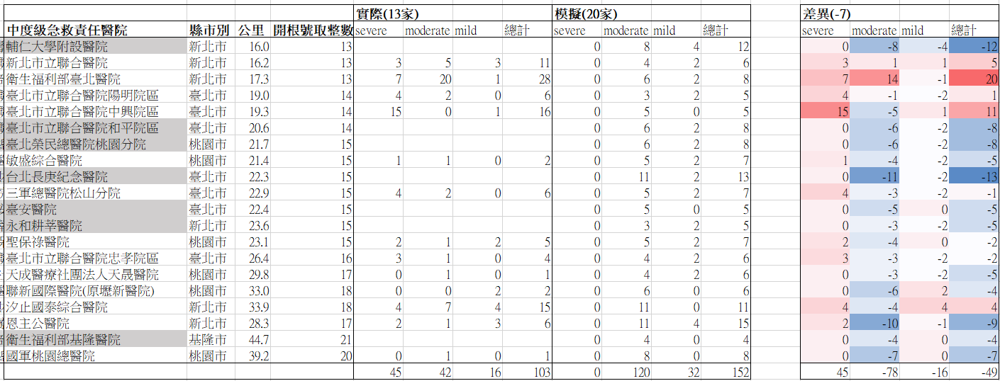 實際(13家) 模擬(20家) 差異(-7)
中度級急救責任醫院 縣市別 公里 開根號取整數 severe moderate mild 總計 severe moderate mild 總計 severe moderate mild 總計
輔仁大學附設醫院 新北市 16.0 13 0 8 4 12 0 -8 -4 -12
新北市立聯合醫院 新北市 16.2 13 3 5 3 11 0 4 2 6 3 1 1 5
衛生福利部臺北醫院 新北市 17.3 13 7 20 1 28 0 6 2 8 7 14 -1 20
臺北市立聯合醫院陽明院區 臺北市 19.0 14 4 2 0 6 0 3 2 5 4 -1 -2 1
臺北市立聯合醫院中興院區 臺北市 19.3 14 15 0 1 16 0 5 0 5 15 -5 1 11
臺北市立聯合醫院和平院區 臺北市 20.6 14 0 6 2 8 0 -6 -2 -8
臺北榮民總醫院桃園分院 桃園市 21.7 15 0 6 2 8 0 -6 -2 -8
敏盛綜合醫院 桃園市 21.4 15 1 1 0 2 0 5 2 7 1 -4 -2 -5
台北長庚紀念醫院 臺北市 22.3 15 0 11 2 13 0 -11 -2 -13
三軍總醫院松山分院 臺北市 22.9 15 4 2 0 6 0 5 2 7 4 -3 -2 -1
臺安醫院 臺北市 22.4 15 0 5 0 5 0 -5 0 -5
永和耕莘醫院 新北市 23.6 15 0 3 2 5 0 -3 -2 -5
聖保祿醫院 桃園市 23.1 15 2 1 2 5 0 5 2 7 2 -4 0 -2
臺北市立聯合醫院忠孝院區 臺北市 26.4 16 3 1 0 4 0 4 2 6 3 -3 -2 -2
天成醫療社團法人天晟醫院 桃園市 29.8 17 0 1 0 1 0 4 2 6 0 -3 -2 -5
聯新國際醫院(原壢新醫院) 桃園市 33.0 18 0 0 2 2 0 6 0 6 0 -6 2 -4
汐止國泰綜合醫院 新北市 33.9 18 4 7 4 15 0 11 0 11 4 -4 4 4
恩主公醫院 新北市 28.3 17 2 1 3 6 0 11 4 15 2 -10 -1 -9
衛生福利部基隆醫院 基隆市 44.7 21 0 4 0 4 0 -4 0 -4
國軍桃園總醫院 桃園市 39.2 20 0 1 0 1 0 8 0 8 0 -7 0 -7
45 42 16 103 0 120 32 152 45 -78 -16 -49